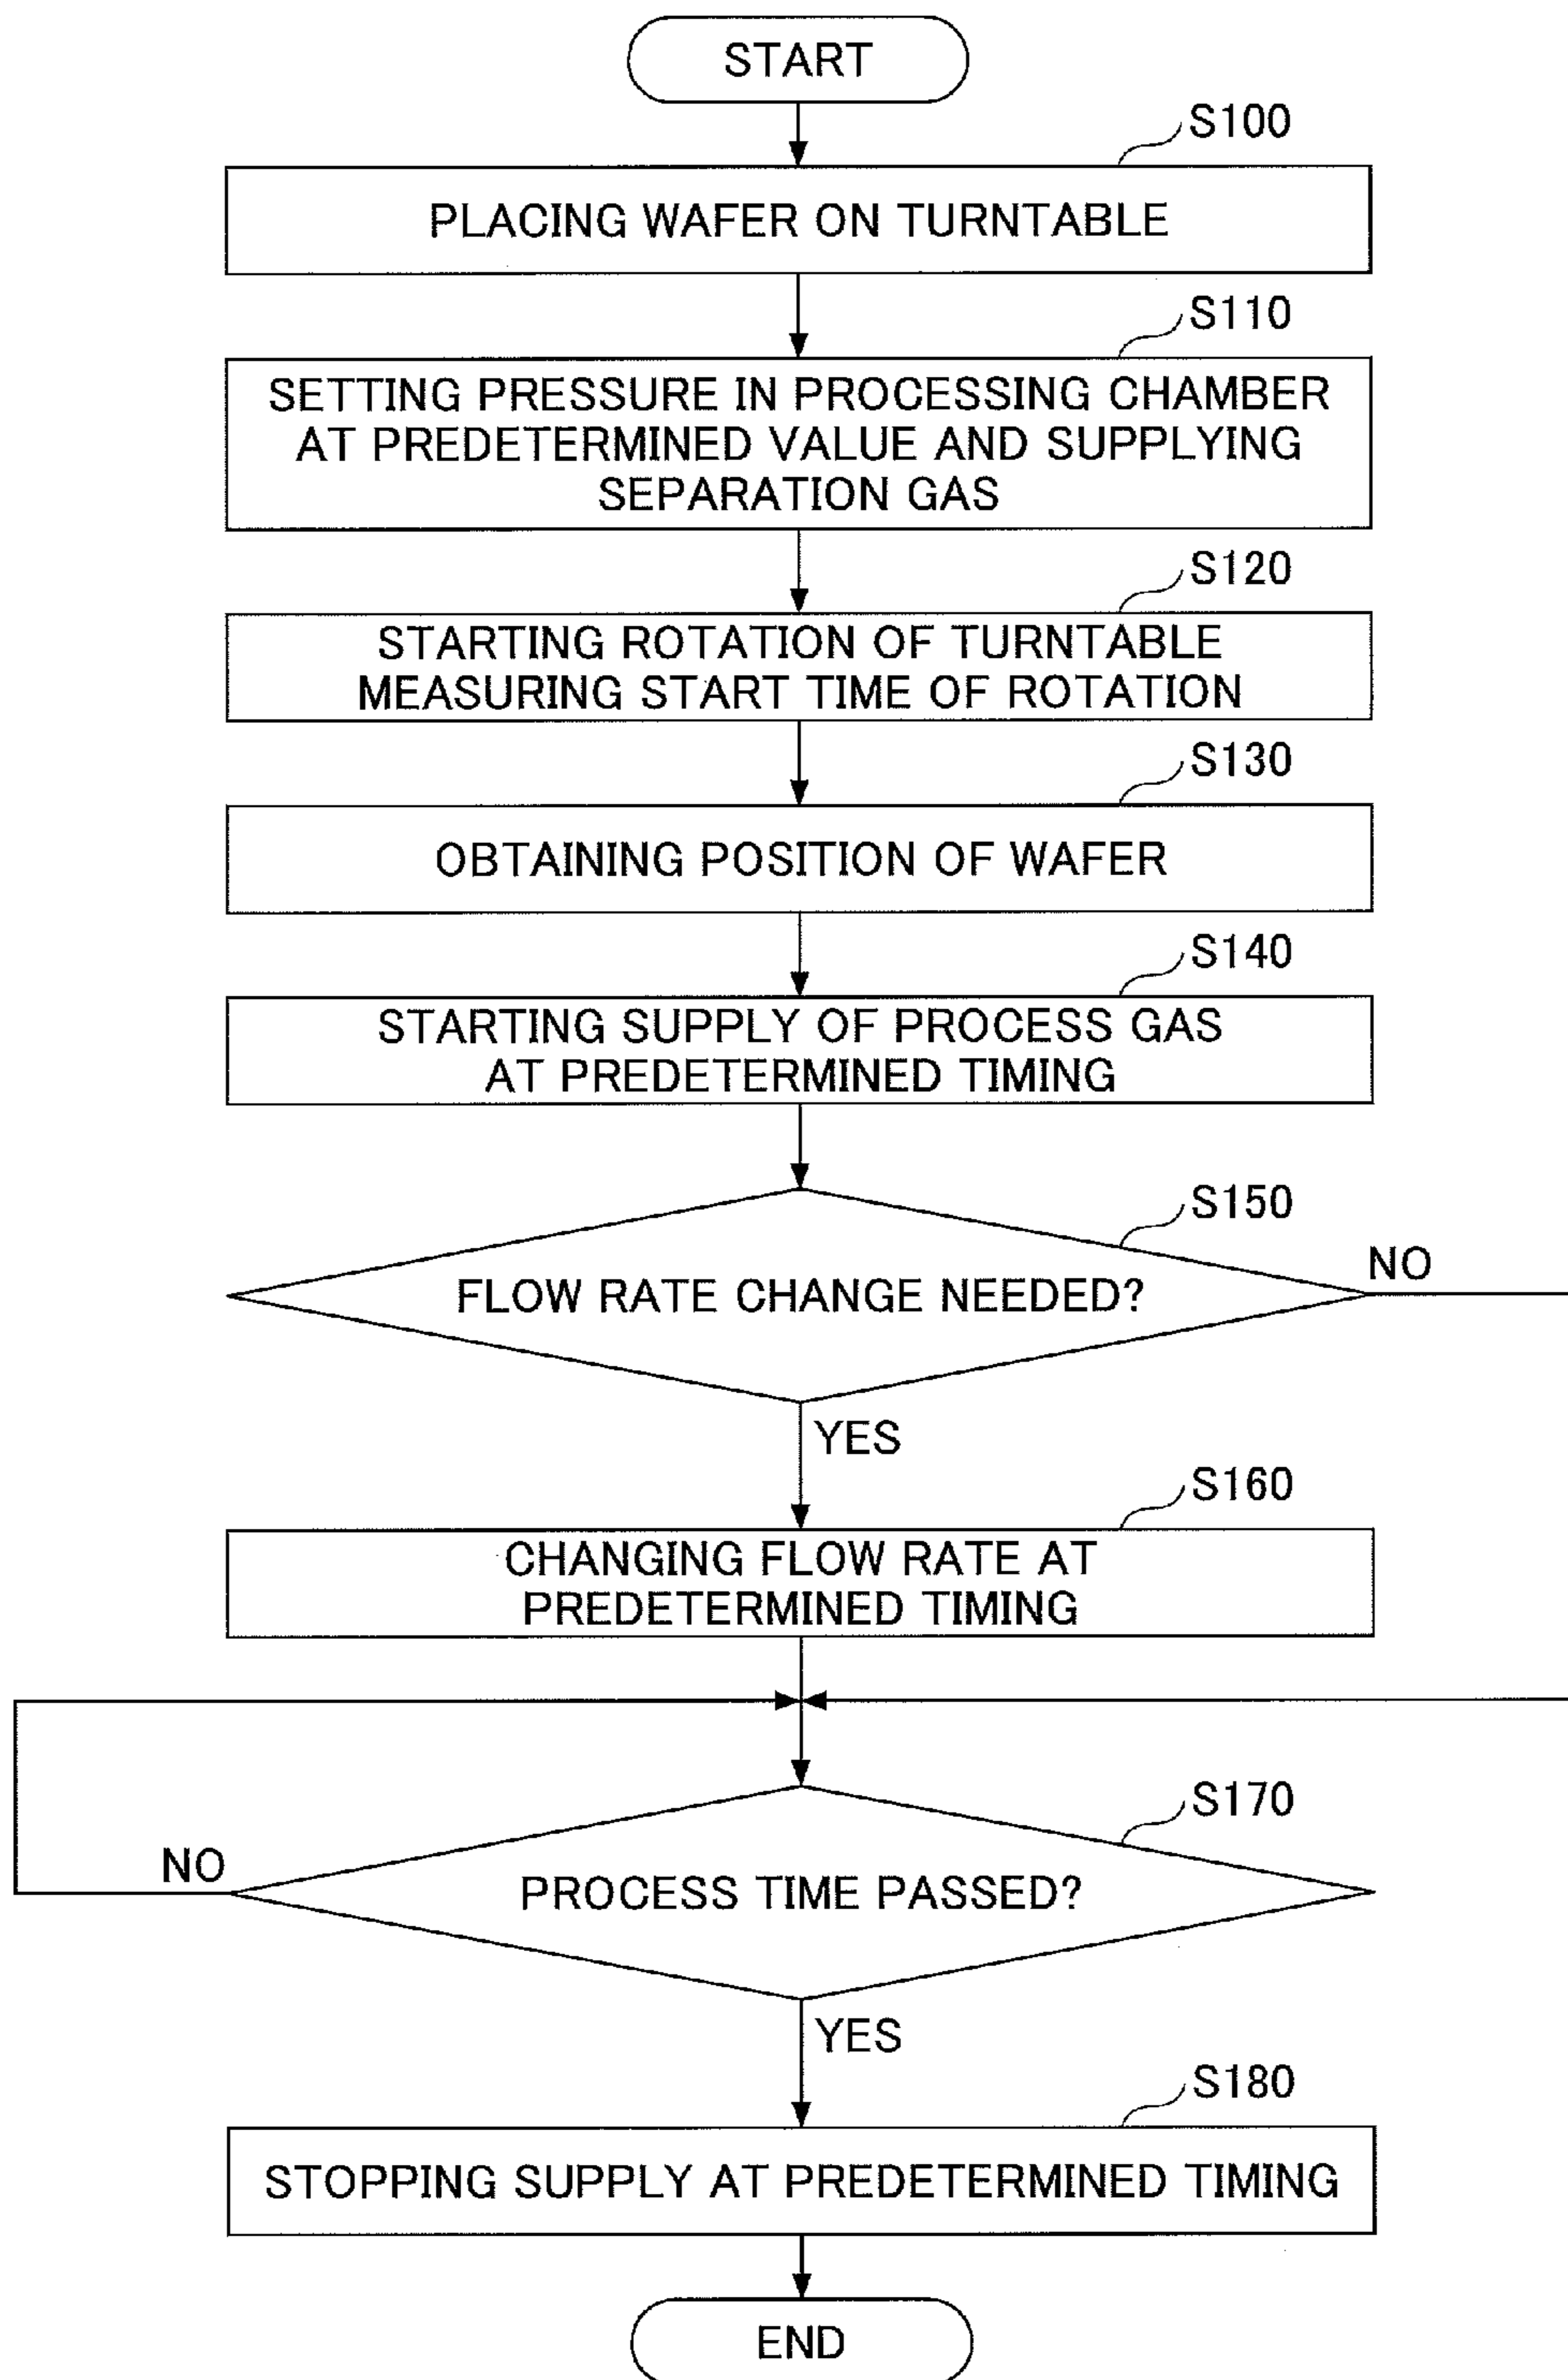 START
S100
PLACING WAFER ON TURNTABLE
S110
SETTING PRESSURE IN PROCESSING CHAMBER
AT PREDETERMINED VALUE AND SUPPLYING
SEPARATION GAS
S120
STARTING ROTATION OF TURNTABLE
MEASURING START TIME OF ROTATION
S130
OBTAINING POSITION OF WAFER
S140
STARTING SUPPLY OF PROCESS GAS
AT PREDETERMINED TIMING
S150
NO
FLOW RATE CHANGE NEEDED?
YES
S160
CHANGING FLOW RATE AT
PREDETERMINED TIMING
S170
NO
PROCESS TIME PASSED?
YES
S180
STOPPING SUPPLY AT PREDETERMINED TIMING
END